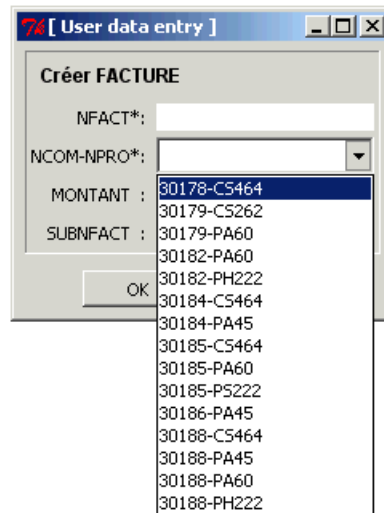 [ User data entry ]
Créer FACTURE
NFACT*:
NCOM-NPRO*:
MONTANT :
SUBNFACT :
OK
30178-CS464
30179-CS262
30179-PA60
30182-PA60
30182-PH222
30184-CS464
30184-PA45
30185-CS464
30185-PA60
30185-PS222
30186-PA45
30188-CS464
30188-PA45
30188-PA60
30188-PH222